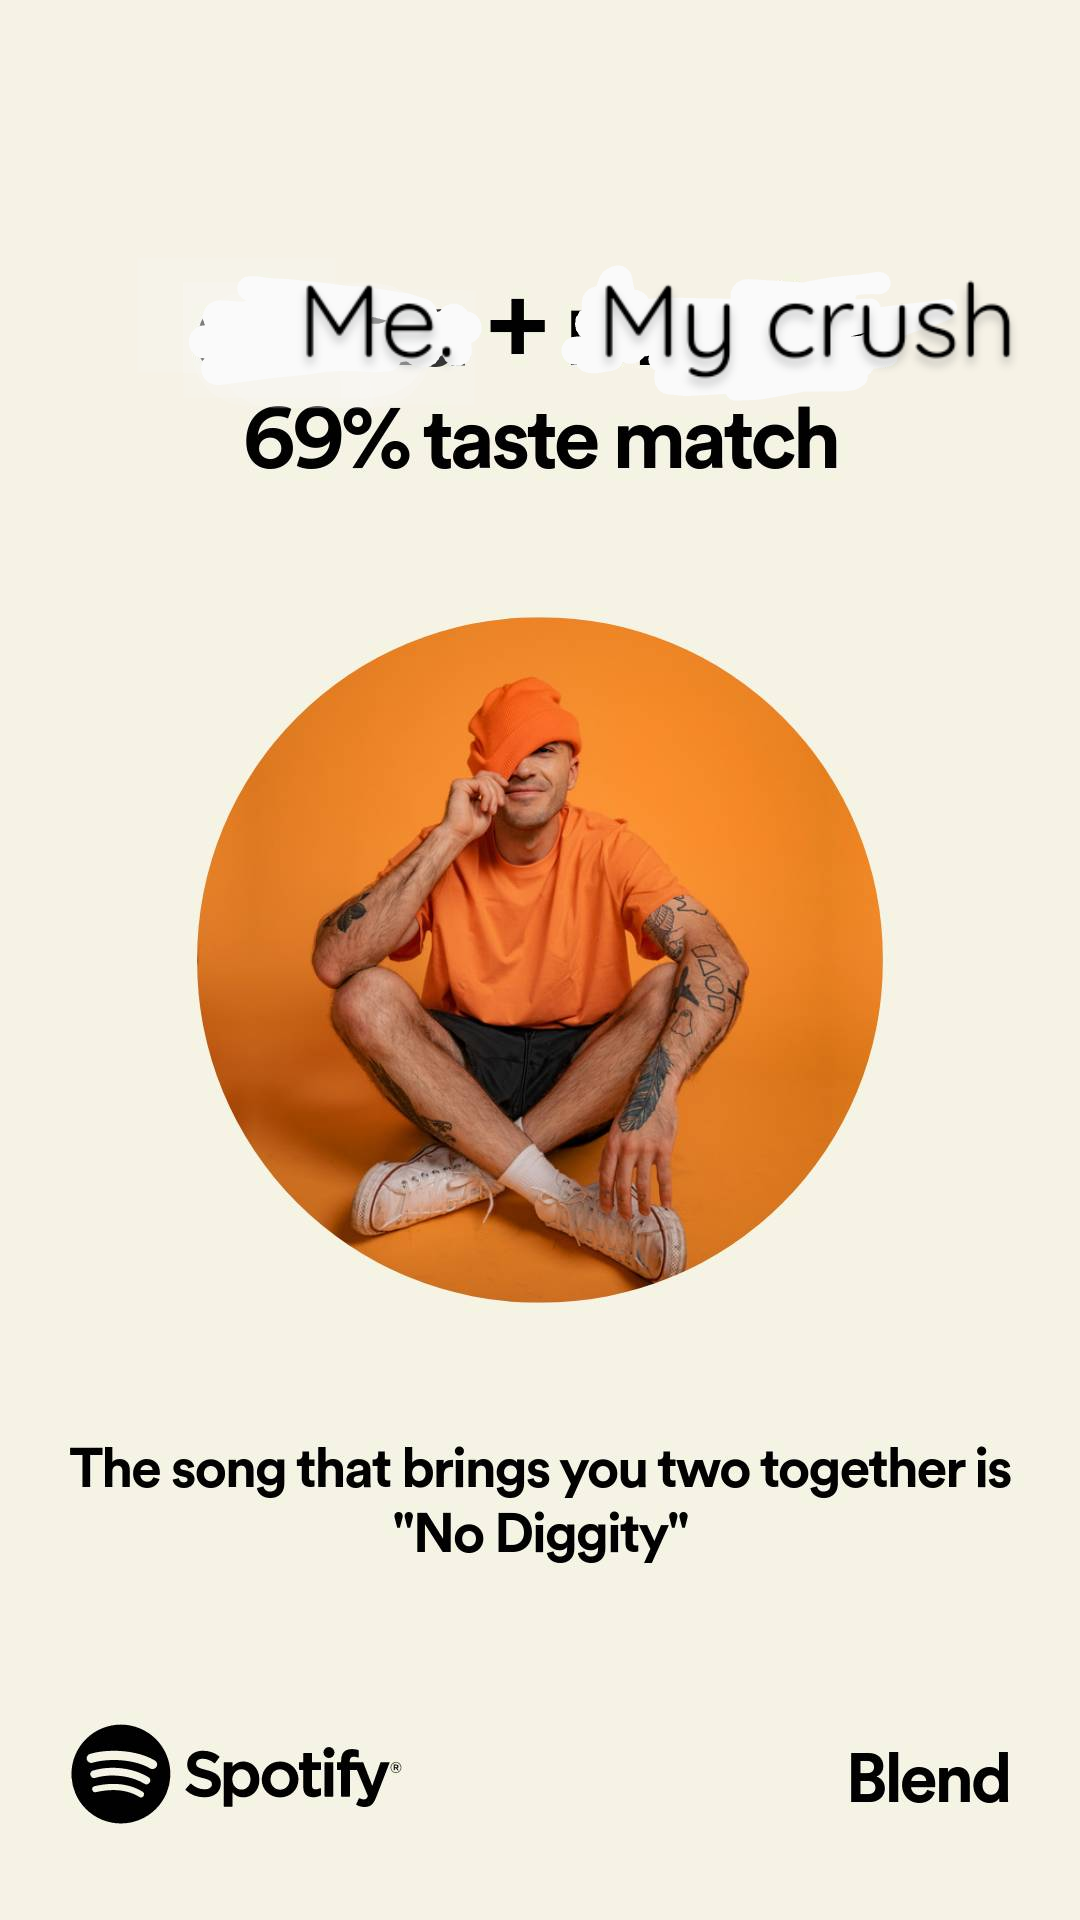 Me. + My crush
69% taste match
The song that brings you two together is
"No Diggity"
Spotify®
Blend